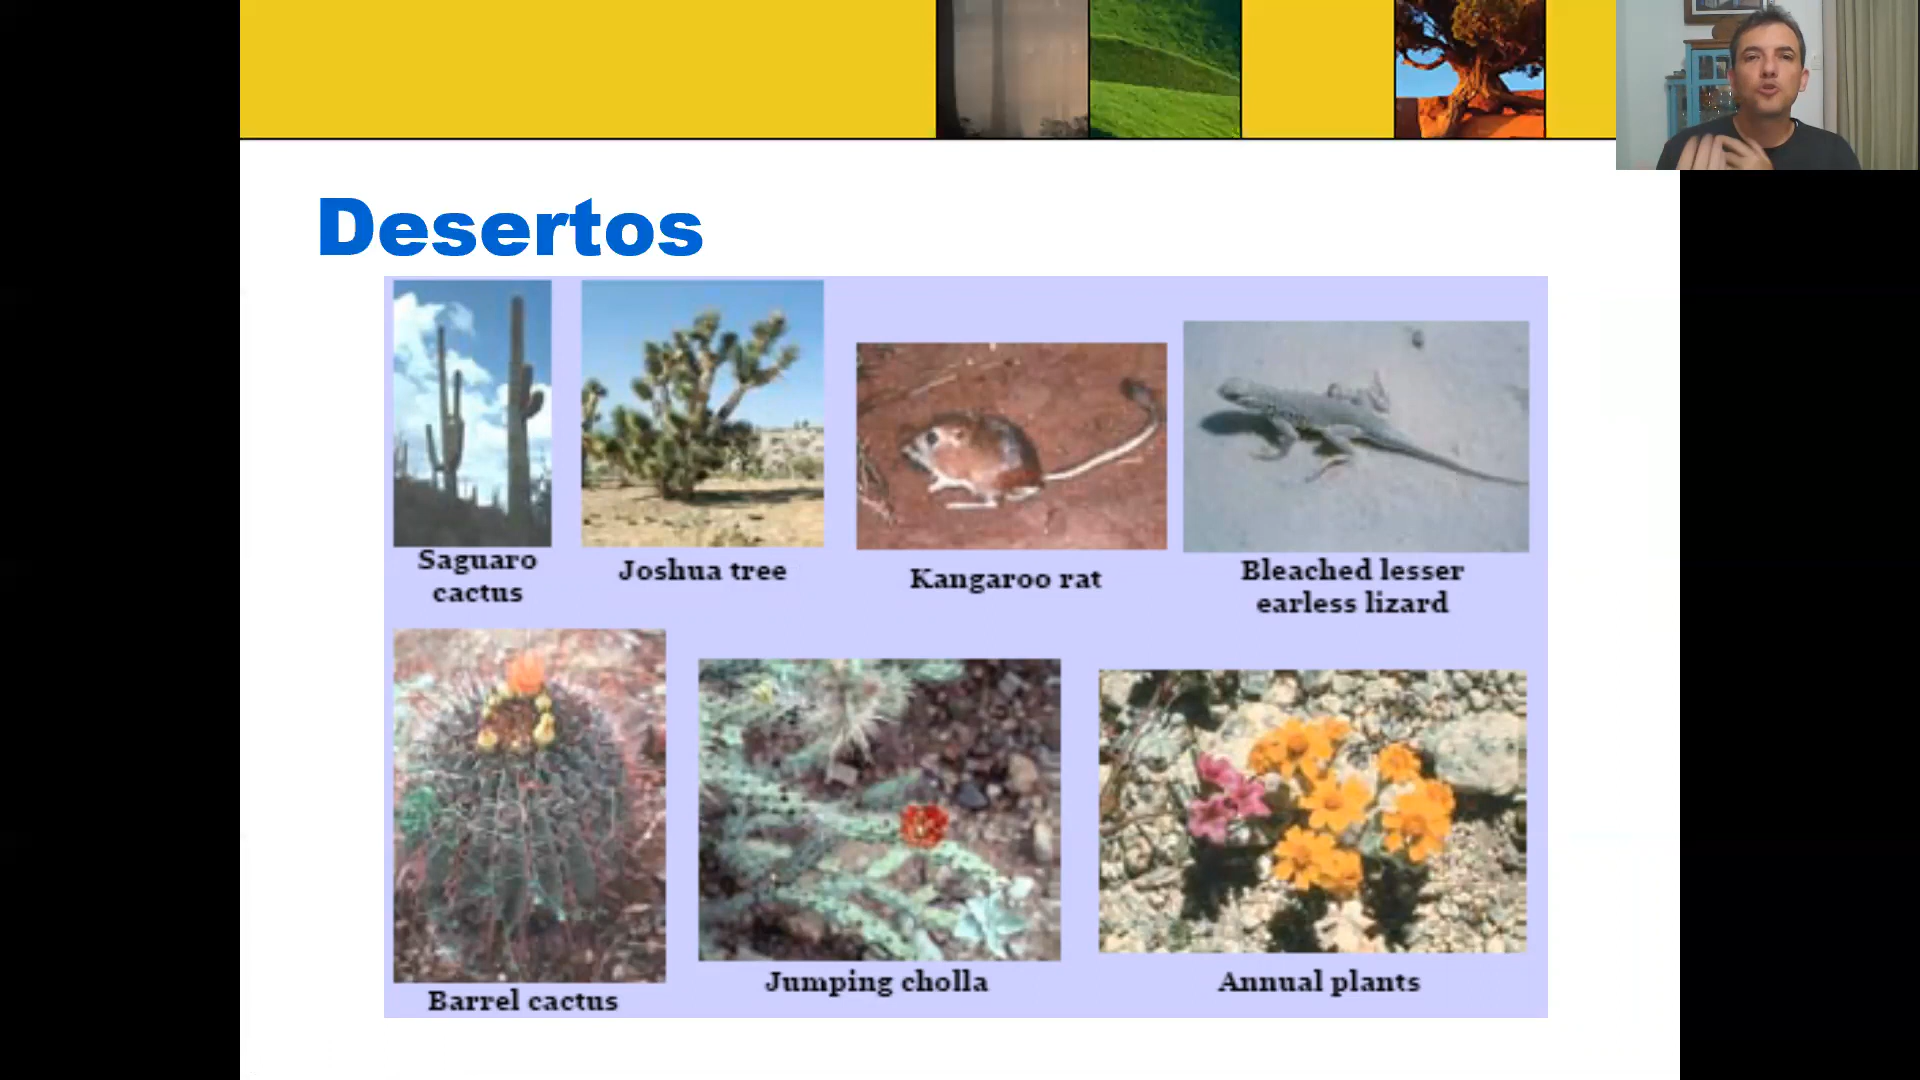 Desertos
Saguaro
cactus
Joshua tree
Kangaroo rat
Bleached lesser
earless lizard
Barrel cactus
Jumping cholla
Annual plants